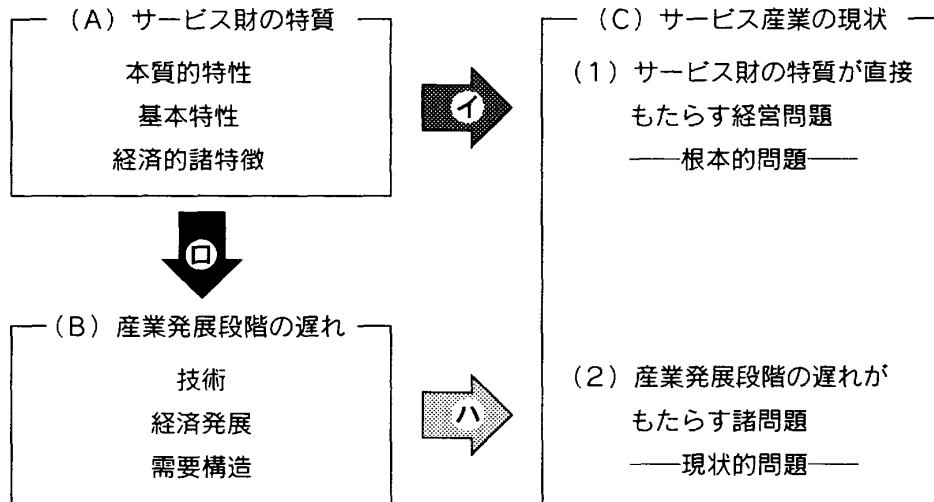 (A) サービス財の特質
本質的特性
基本特性
経済的諸特徴
イ
ロ
(B) 産業発展段階の遅れ
技術
経済発展
需要構造
ハ
(C) サービス産業の現状
(1) サービス財の特質が直接
もたらす経営問題
——根本的問題——
(2) 産業発展段階の遅れが
もたらす諸問題
——現状的問題——